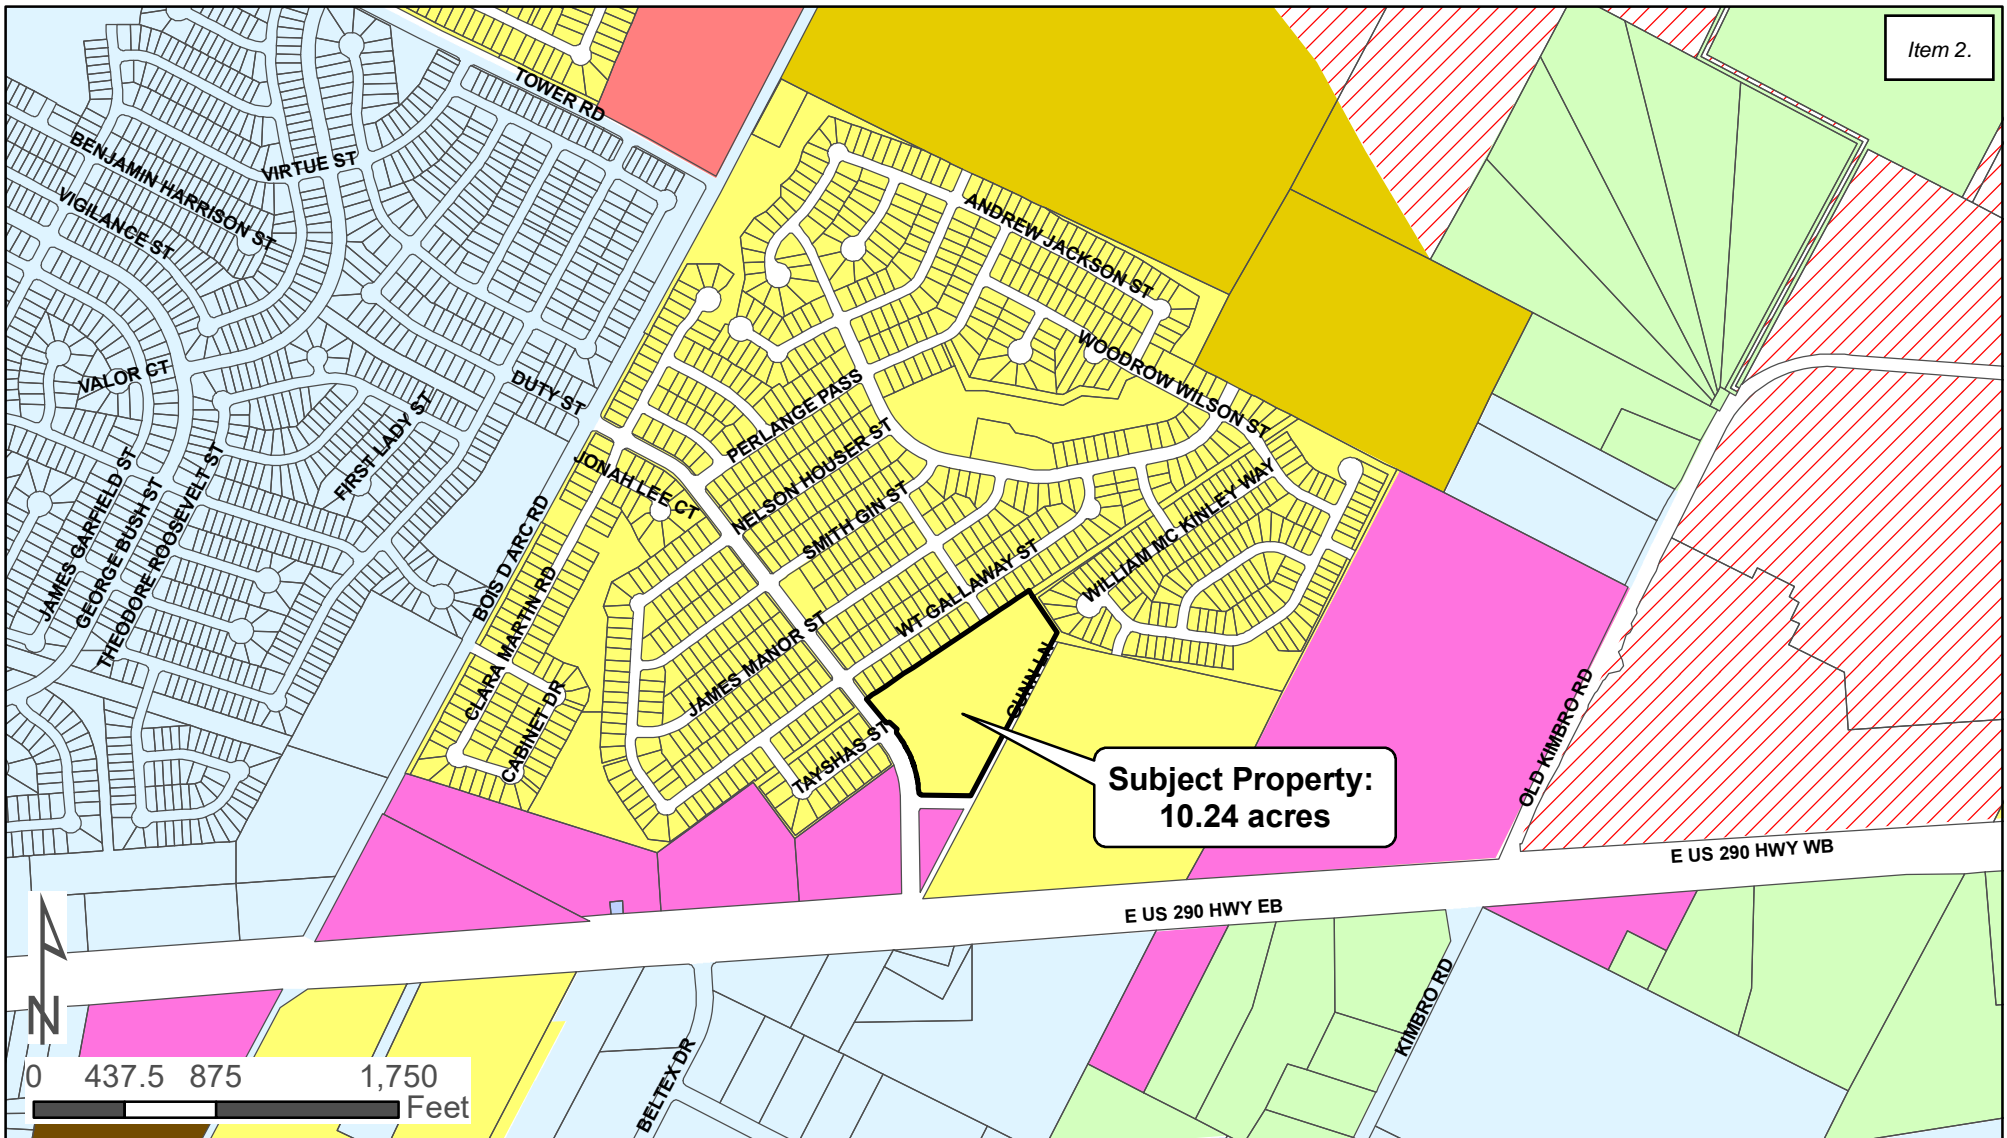 Item 2.
TOWER RD
VIRTUE ST
BENJAMIN HARRISON ST
VIGILANCE ST
ANDREW JACKSON ST
WOODROW WILSON ST
VALOR CT
DUTY ST
FIRST LADY ST
PERLANGE PASS
NELSON HOUSER ST
JONAH LEE CT
SMITH GIN ST
JAMES GARFIELD ST
GEORGE BUSH ST
THEODORE ROOSEVELT ST
BOIS D ARC RD
WILLIAM MC KINLEY WAY
WT GALLAWAY ST
CLARA MARTIN RD
JAMES MANOR ST
CABINET DR
GUNN LN
TAYSHAS ST
OLD KIMBRO RD
Subject Property:
10.24 acres
E US 290 HWY WB
E US 290 HWY EB
KIMBRO RD
BELTEX DR
N
0 437.5 875 1,750
Feet